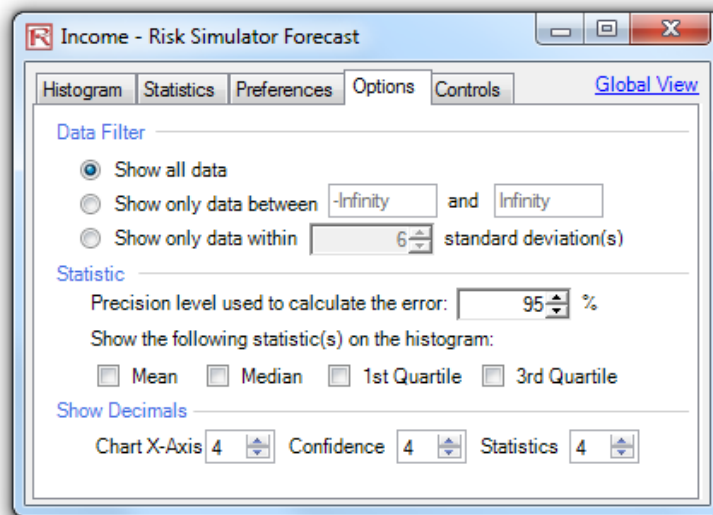 Income - Risk Simulator Forecast
Histogram Statistics Preferences Options Controls Global View
Data Filter
Show all data
Show only data between -Infinity and Infinity
Show only data within 6 standard deviation(s)
Statistic
Precision level used to calculate the error: 95 %
Show the following statistic(s) on the histogram:
Mean Median 1st Quartile 3rd Quartile
Show Decimals
Chart X-Axis 4 Confidence 4 Statistics 4